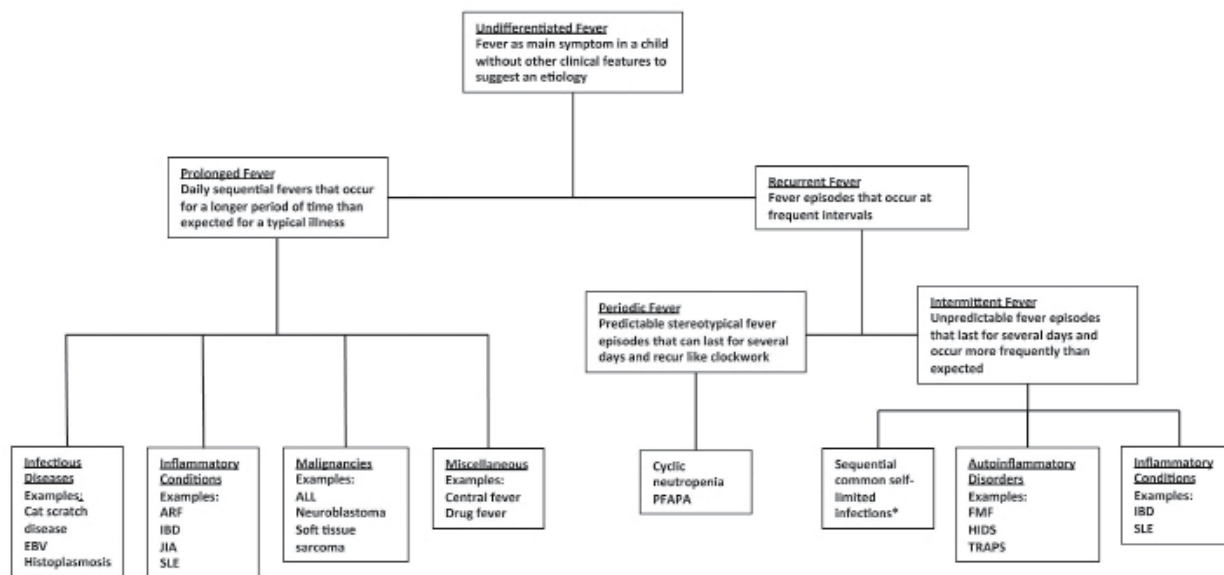 Undifferentiated Fever
Fever as main symptom in a child
without other clinical features to
suggest an etiology
Prolonged Fever
Daily sequential fevers that occur
for a longer period of time than
expected for a typical illness
Recurrent Fever
Fever episodes that occur at
frequent intervals
Periodic Fever
Predictable stereotypical fever
episodes that can last for several
days and recur like clockwork
Intermittent Fever
Unpredictable fever episodes
that last for several days and
occur more frequently than
expected
Infectious
Diseases
Examples:
Cat scratch
disease
EBV
Histoplasmosis
Inflammatory
Conditions
Examples:
ARF
IBD
JIA
SLE
Malignancies
Examples:
ALL
Neuroblastoma
Soft tissue
sarcoma
Miscellaneous
Examples:
Central fever
Drug fever
Cyclic
neutropenia
PFAPA
Sequential
common self-
limited
infections*
Autoinflammatory
Disorders
Examples:
FMF
HIDS
TRAPS
Inflammatory
Conditions
Examples:
IBD
SLE